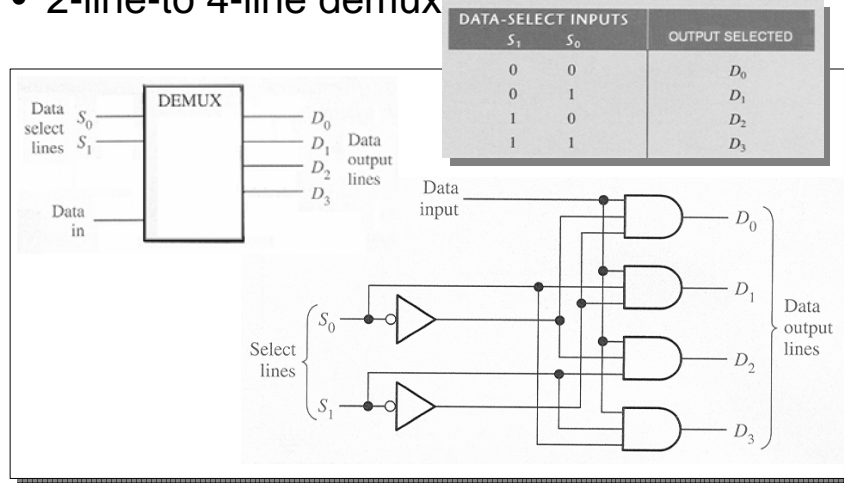 • 2-line-to 4-line demux
DATA-SELECT INPUTS
S₁ S₀ OUTPUT SELECTED
0 0 D₀
0 1 D₁
1 0 D₂
1 1 D₃
DEMUX
Data
select
lines
S₀
S₁
Data
in
D₀
D₁
D₂
D₃
Data
output
lines
Data
input
Select
lines
S₀
S₁
D₀
D₁
D₂
D₃
Data
output
lines